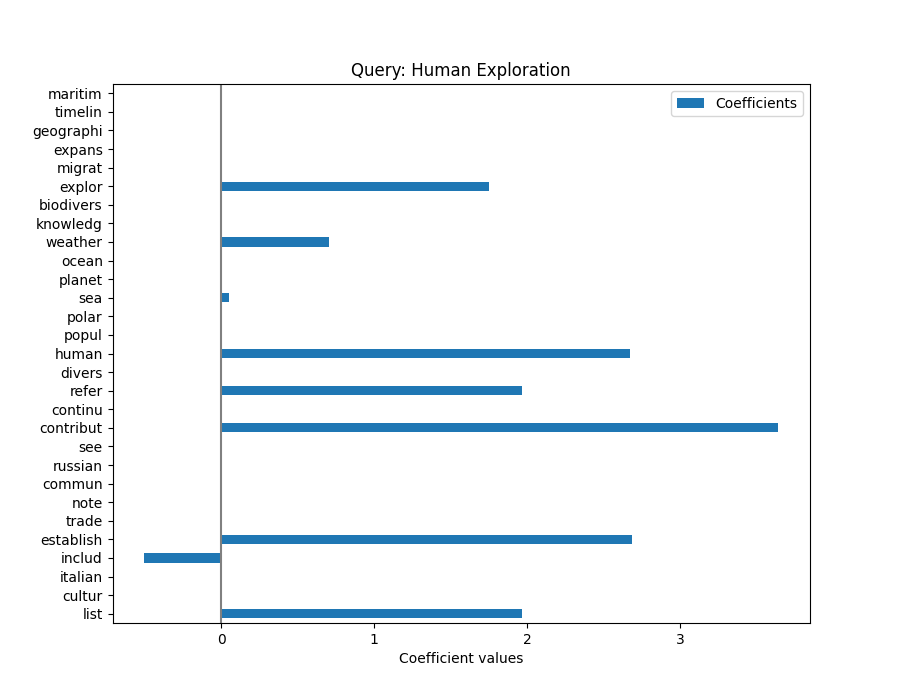 Query: Human Exploration
Coefficients
maritim
timelin
geographi
expans
migrat
explor
biodivers
knowledg
weather
ocean
planet
sea
polar
popul
human
divers
refer
continu
contribut
see
russian
commun
note
trade
establish
includ
italian
cultur
list
0 1 2 3
Coefficient values